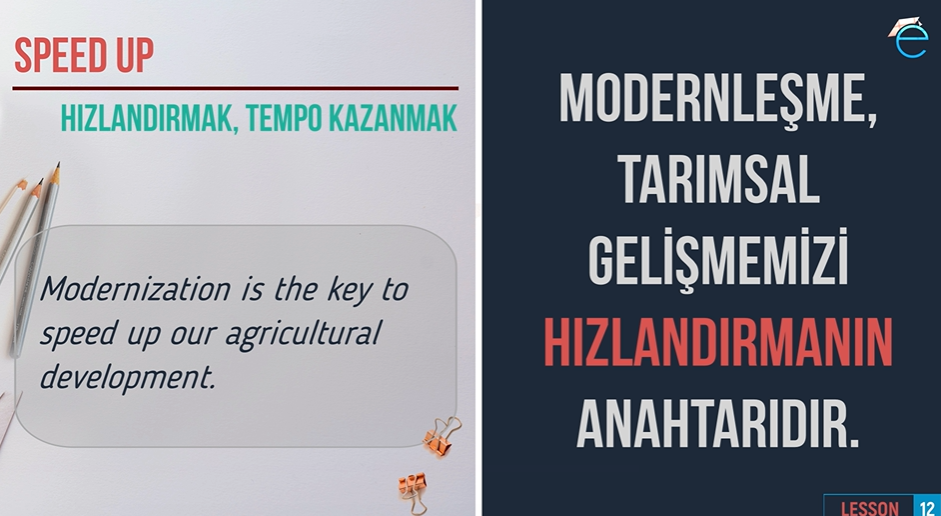 SPEED UP
HIZLANDIRMAK, TEMPO KAZANMAK
Modernization is the key to
speed up our agricultural
development.
MODERNLEŞME,
TARIMSAL
GELİŞMEMİZİ
HIZLANDIRMANIN
ANAHTARIDIR.
LESSON 12